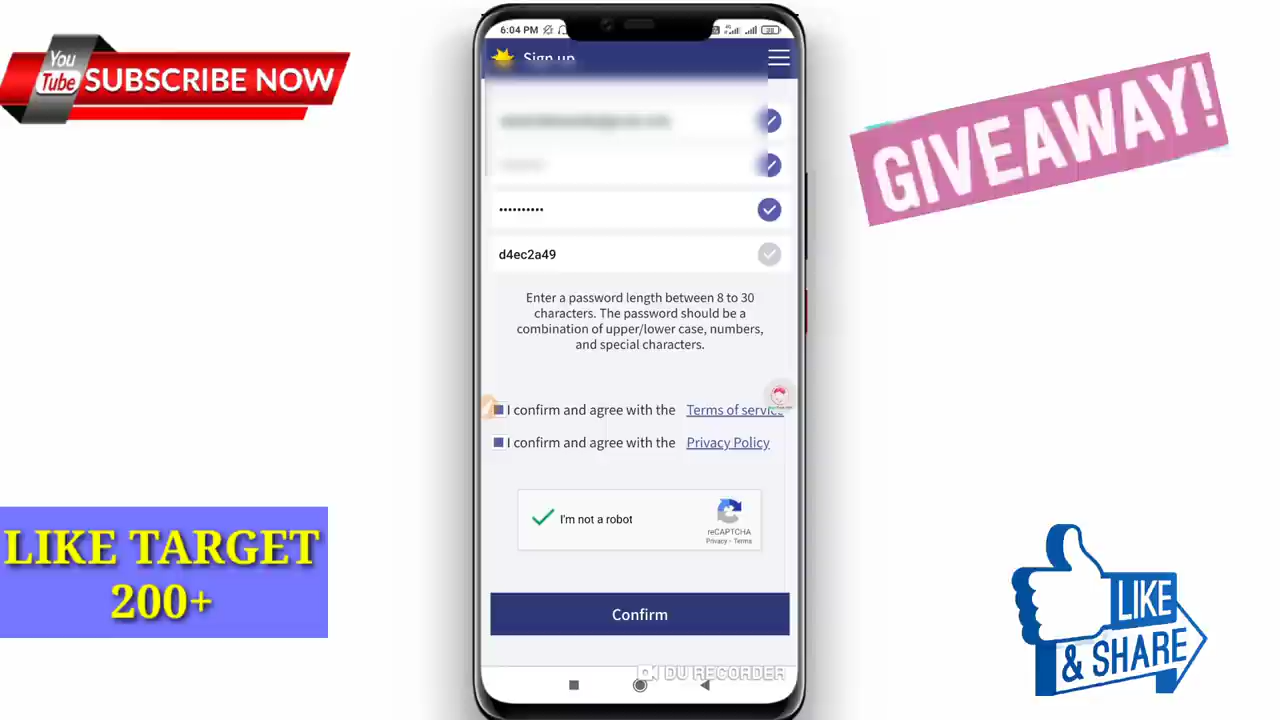 You
Tube SUBSCRIBE NOW
GIVEAWAY!
6:04 PM
Sign up
••••••••••
d4ec2a49
Enter a password length between 8 to 30
characters. The password should be a
combination of upper/lower case, numbers,
and special characters.
I confirm and agree with the Terms of service
I confirm and agree with the Privacy Policy
I'm not a robot
reCAPTCHA
Privacy - Terms
Confirm
DU RECORDER
LIKE TARGET
200+
LIKE
& SHARE